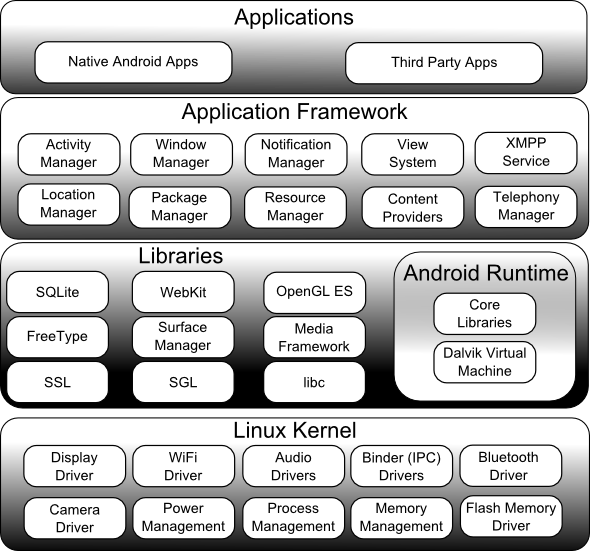 Applications
Native Android Apps
Third Party Apps
Application Framework
Activity
Manager
Window
Manager
Notification
Manager
View
System
XMPP
Service
Location
Manager
Package
Manager
Resource
Manager
Content
Providers
Telephony
Manager
Libraries
SQLite
WebKit
OpenGL ES
FreeType
Surface
Manager
Media
Framework
SSL
SGL
libc
Android Runtime
Core
Libraries
Dalvik Virtual
Machine
Linux Kernel
Display
Driver
WiFi
Driver
Audio
Drivers
Binder (IPC)
Drivers
Bluetooth
Driver
Camera
Driver
Power
Management
Process
Management
Memory
Management
Flash Memory
Driver